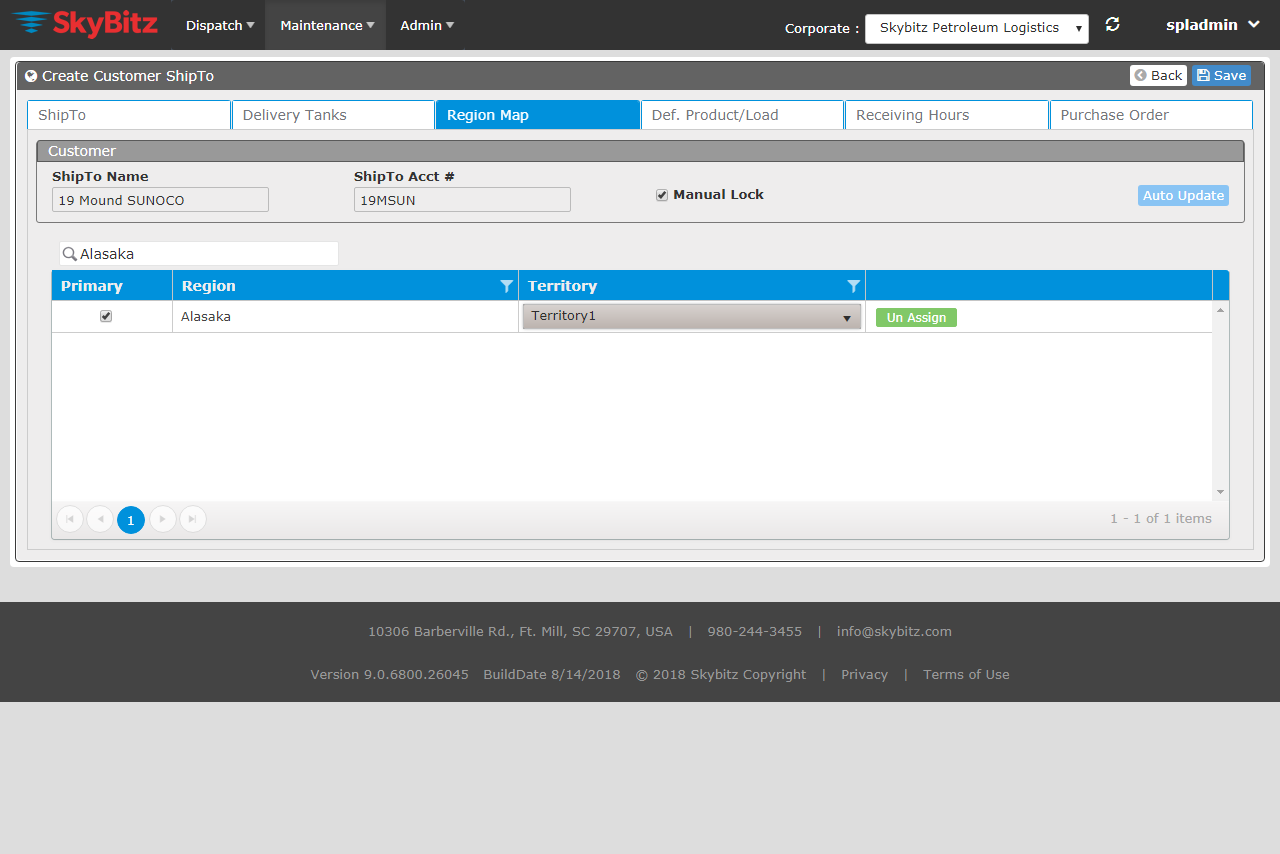 SkyBitz Dispatch Maintenance Admin Corporate : Skybitz Petroleum Logistics spladmin
Create Customer ShipTo Back Save
ShipTo Delivery Tanks Region Map Def. Product/Load Receiving Hours Purchase Order
Customer
ShipTo Name ShipTo Acct #
19 Mound SUNOCO 19MSUN Manual Lock Auto Update
Alasaka
Primary Region Territory
Alasaka Territory1 Un Assign
1 1 - 1 of 1 items
10306 Barberville Rd., Ft. Mill, SC 29707, USA | 980-244-3455 | info@skybitz.com
Version 9.0.6800.26045 BuildDate 8/14/2018 © 2018 Skybitz Copyright | Privacy | Terms of Use